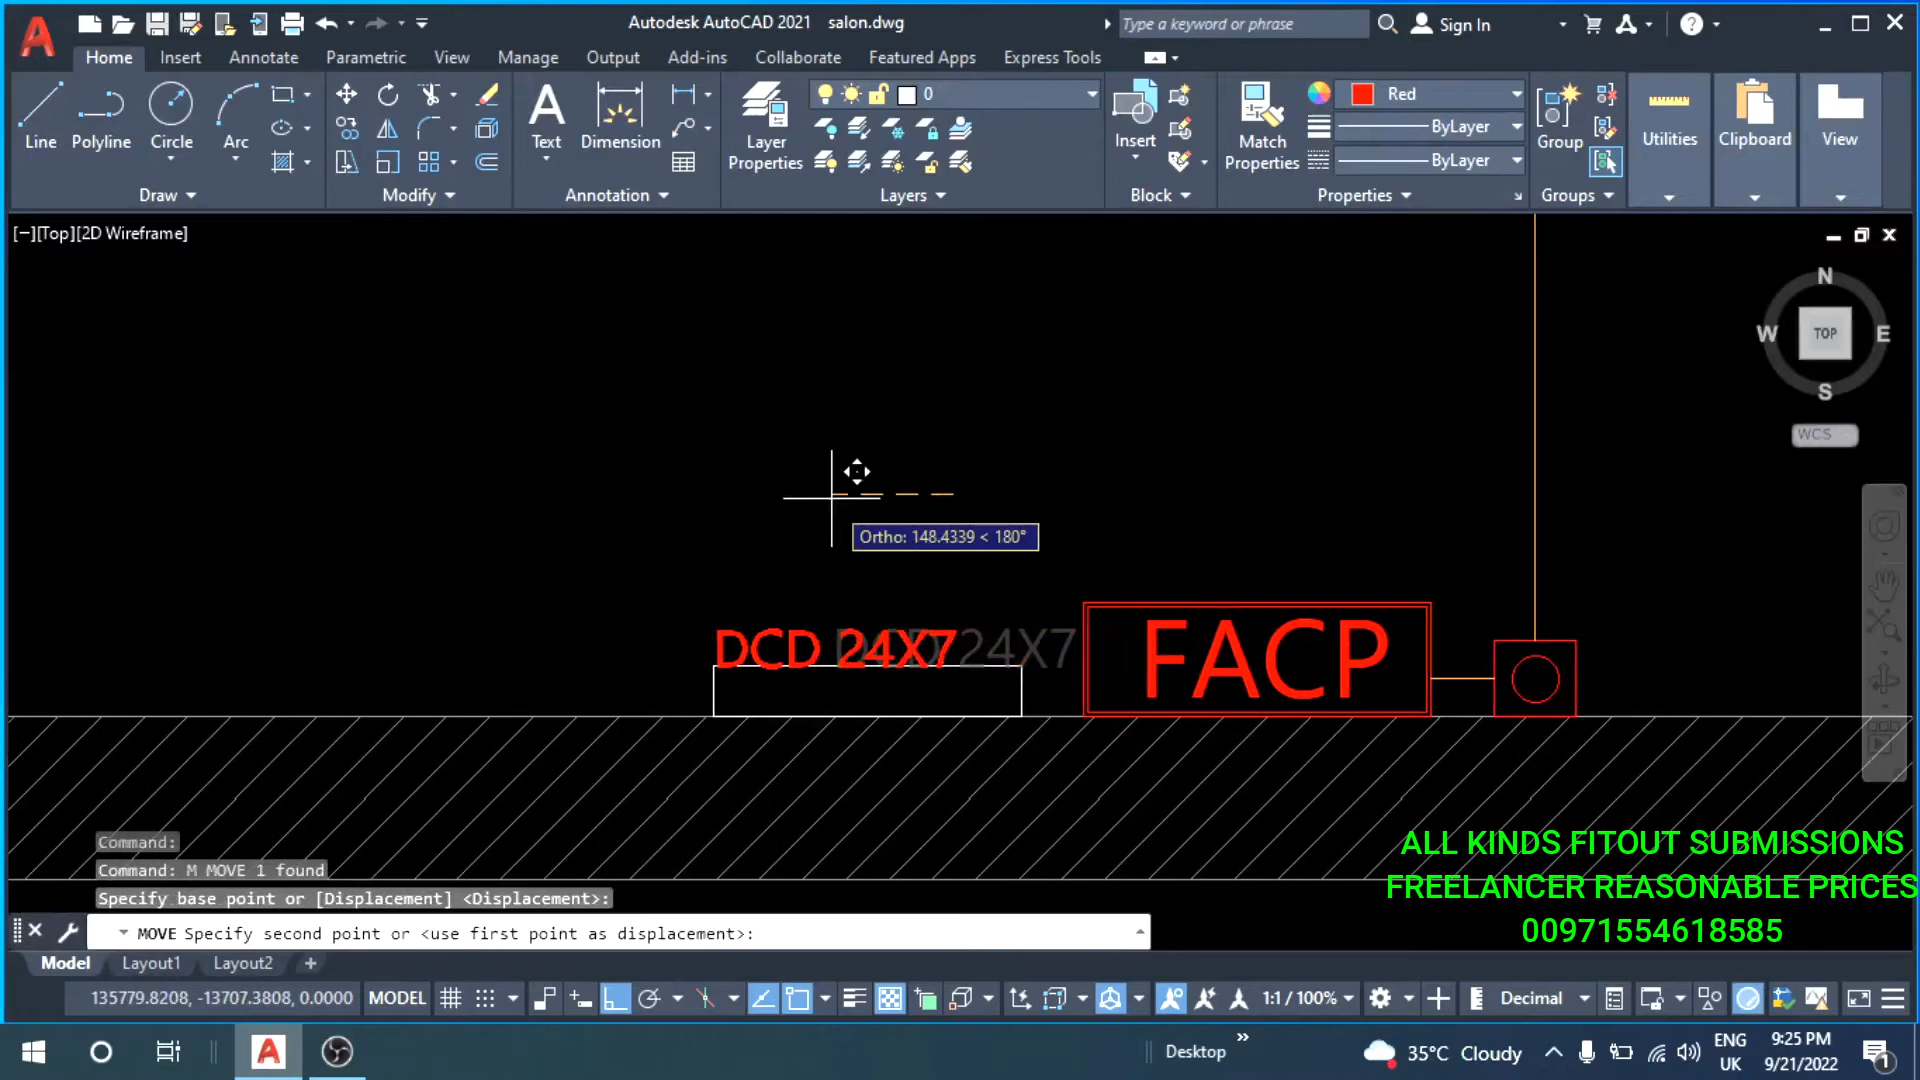 Autodesk AutoCAD 2021 salon.dwg
Type a keyword or phrase
Sign In
Home Insert Annotate Parametric View Manage Output Add-ins Collaborate Featured Apps Express Tools
Line
Polyline
Circle
Arc
Draw
Modify
Text
Dimension
Annotation
Layer Properties
0
Layers
Insert
Block
Match Properties
Red
ByLayer
ByLayer
Properties
Group
Groups
Utilities
Clipboard
View
[−][Top][2D Wireframe]
N
W TOP E
S
WCS
Ortho: 148.4339 < 180°
DCD 24X7
DCD 24X7
FACP
Command:
Command: M MOVE 1 found
Specify base point or [Displacement] <Displacement>:
MOVE Specify second point or <use first point as displacement>:
ALL KINDS FITOUT SUBMISSIONS
FREELANCER REASONABLE PRICES
00971554618585
Model Layout1 Layout2 +
135779.8208, -13707.3808, 0.0000 MODEL 1:1 / 100% Decimal
Desktop
35°C Cloudy
ENG
UK
9:25 PM
9/21/2022
1